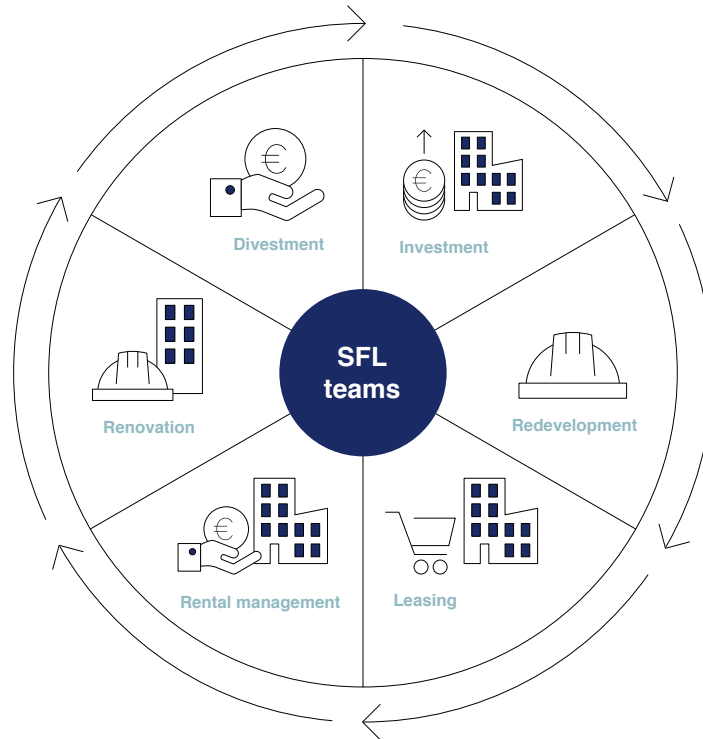 Divestment
Investment
SFL
teams
Renovation
Redevelopment
Rental management
Leasing